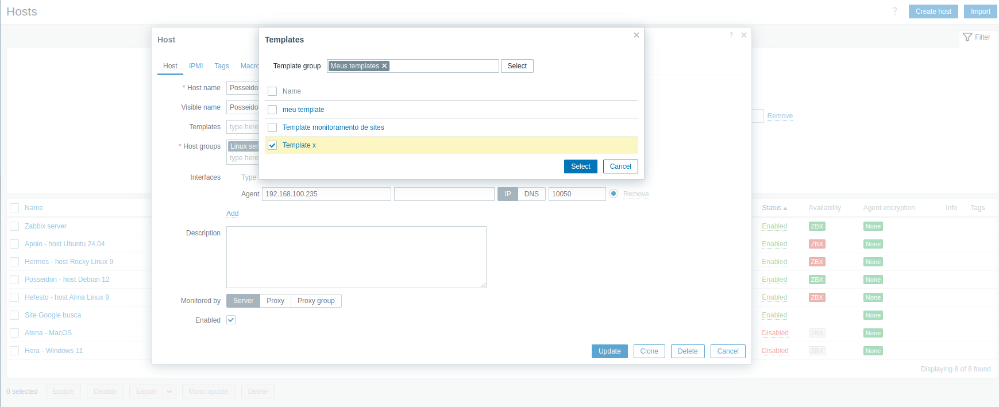 Hosts
?
Create host
Import
Filter
Host
?
Templates
Host
IPMI
Tags
Macro
Template group
Meus templates
Select
* Host name
Posseido
Name
Visible name
Posseido
meu template
Remove
Templates
type here
Template monitoramento de sites
* Host groups
Linux ser
Template x
type here
Select
Cancel
Interfaces
Type
Agent
192.168.100.235
IP
DNS
10050
Remove
Add
Description
Monitored by
Server
Proxy
Proxy group
Enabled
Update
Clone
Delete
Cancel
Name
Status
Availability
Agent encryption
Info
Tags
Zabbix server
Enabled
ZBX
None
Apolo - host Ubuntu 24.04
Enabled
ZBX
None
Hermes - host Rocky Linux 9
Enabled
ZBX
None
Posseidon - host Debian 12
Enabled
ZBX
None
Hefesto - host Alma Linux 9
Enabled
ZBX
None
Site Google busca
Enabled
None
Atena - MacOS
Disabled
ZBX
None
Hera - Windows 11
Disabled
ZBX
None
Displaying 8 of 8 found
0 selected
Enable
Disable
Export
Mass update
Delete